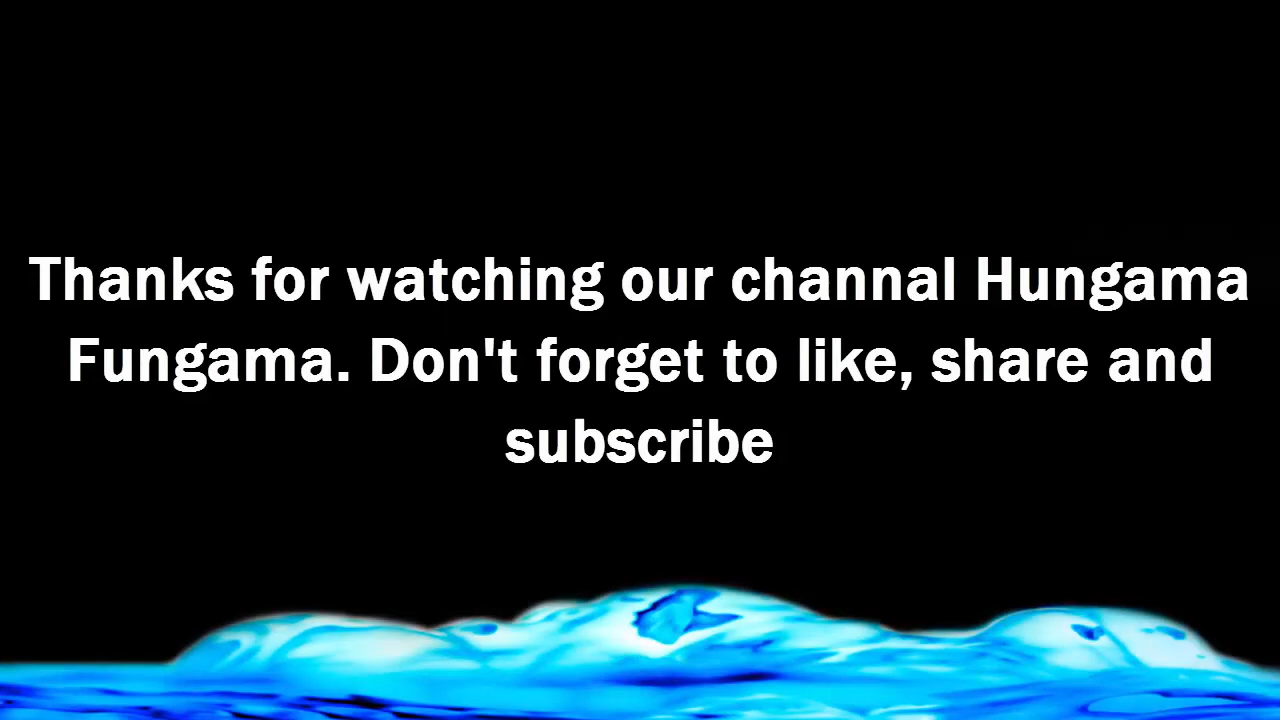 Thanks for watching our channal Hungama
Fungama. Don't forget to like, share and
subscribe